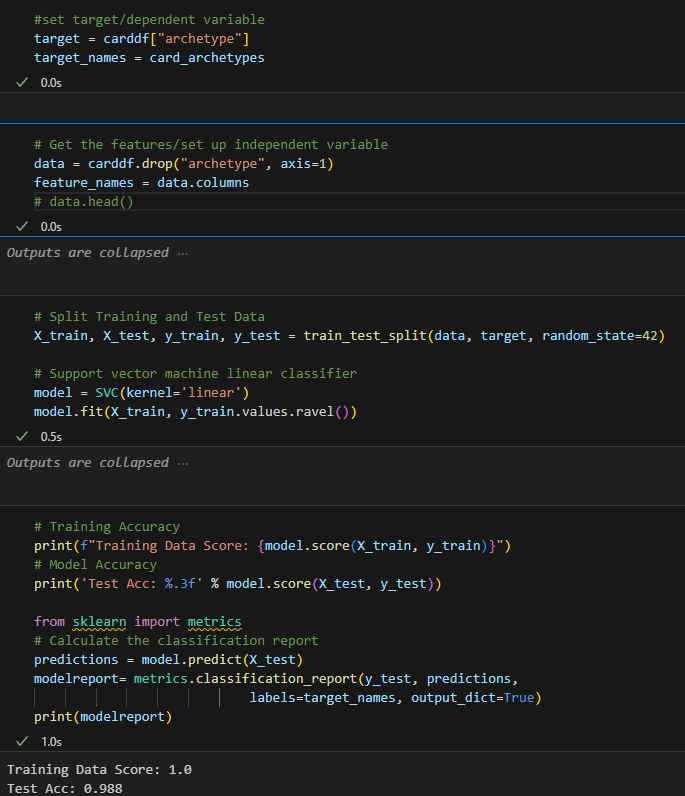 #set target/dependent variable
target = carddf["archetype"]
target_names = card_archetypes
✓ 0.0s
# Get the features/set up independent variable
data = carddf.drop("archetype", axis=1)
feature_names = data.columns
# data.head()
✓ 0.0s
Outputs are collapsed ···
# Split Training and Test Data
X_train, X_test, y_train, y_test = train_test_split(data, target, random_state=42)
# Support vector machine linear classifier
model = SVC(kernel='linear')
model.fit(X_train, y_train.values.ravel())
✓ 0.5s
Outputs are collapsed ···
# Training Accuracy
print(f"Training Data Score: {model.score(X_train, y_train)}")
# Model Accuracy
print('Test Acc: %.3f' % model.score(X_test, y_test))
from sklearn import metrics
# Calculate the classification report
predictions = model.predict(X_test)
modelreport= metrics.classification_report(y_test, predictions,
labels=target_names, output_dict=True)
print(modelreport)
✓ 1.0s
Training Data Score: 1.0
Test Acc: 0.988